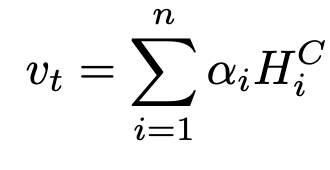 $v_t = \sum_{i=1}^{n} \alpha_i H_i^C$